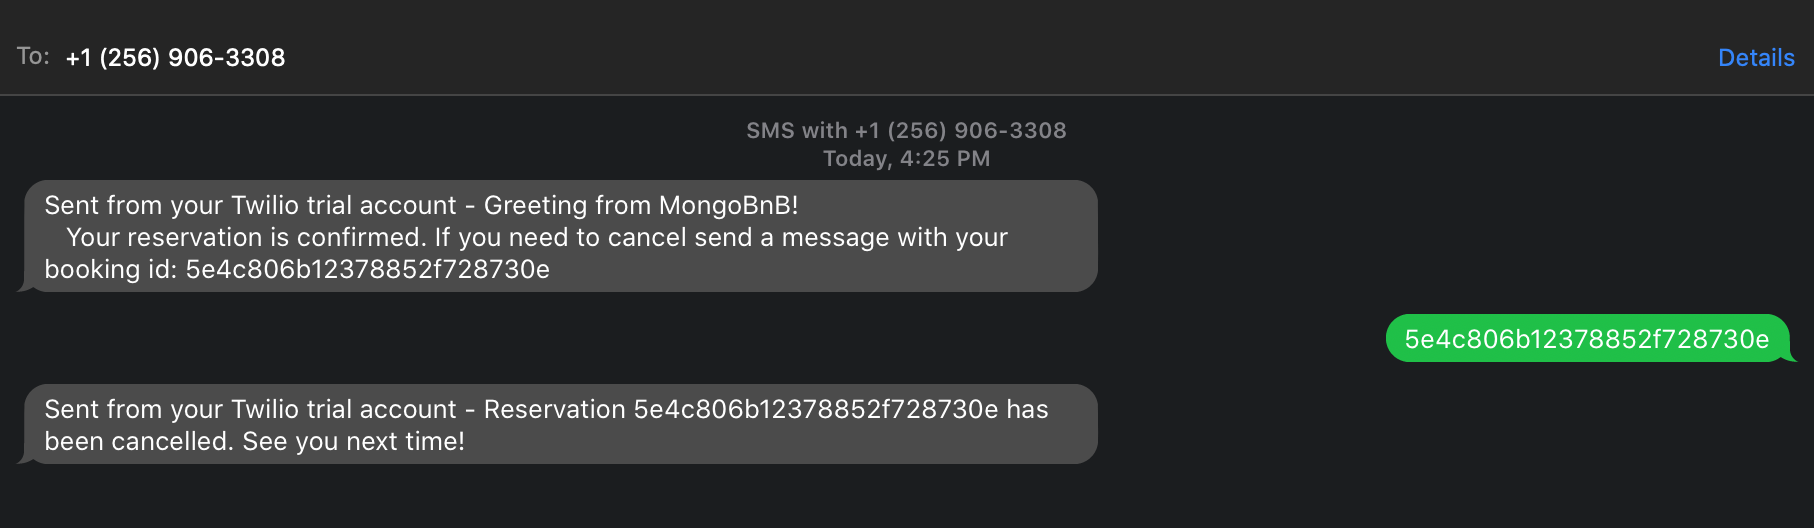 To: +1 (256) 906-3308
Details
SMS with +1 (256) 906-3308
Today, 4:25 PM
Sent from your Twilio trial account - Greeting from MongoBnB!
Your reservation is confirmed. If you need to cancel send a message with your
booking id: 5e4c806b12378852f728730e
5e4c806b12378852f728730e
Sent from your Twilio trial account - Reservation 5e4c806b12378852f728730e has
been cancelled. See you next time!